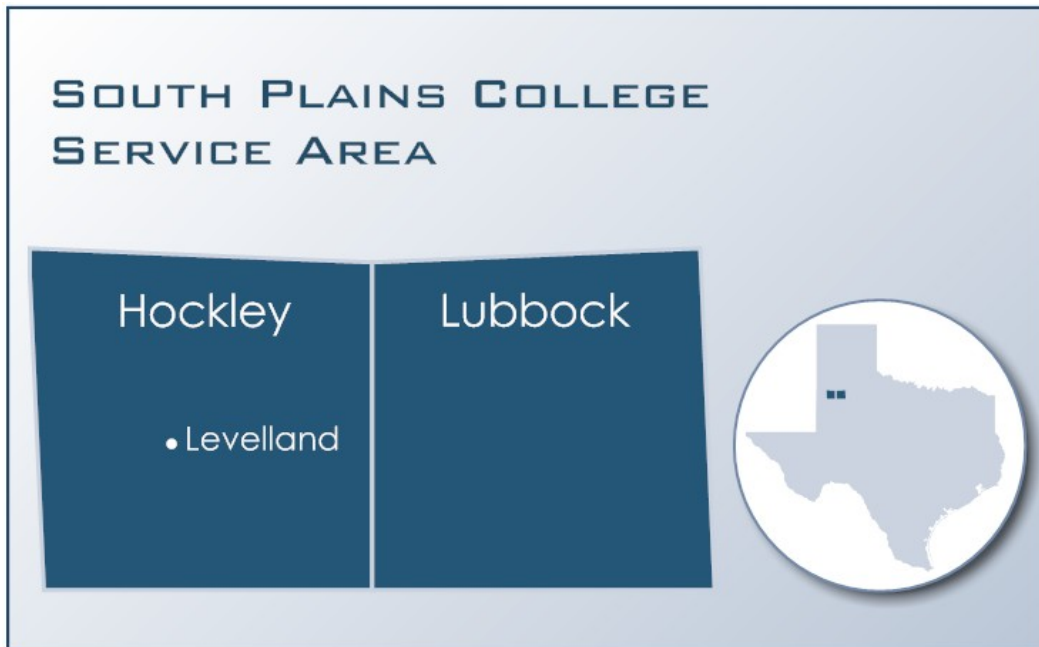 South Plains College
Service Area
Hockley
Lubbock
Levelland